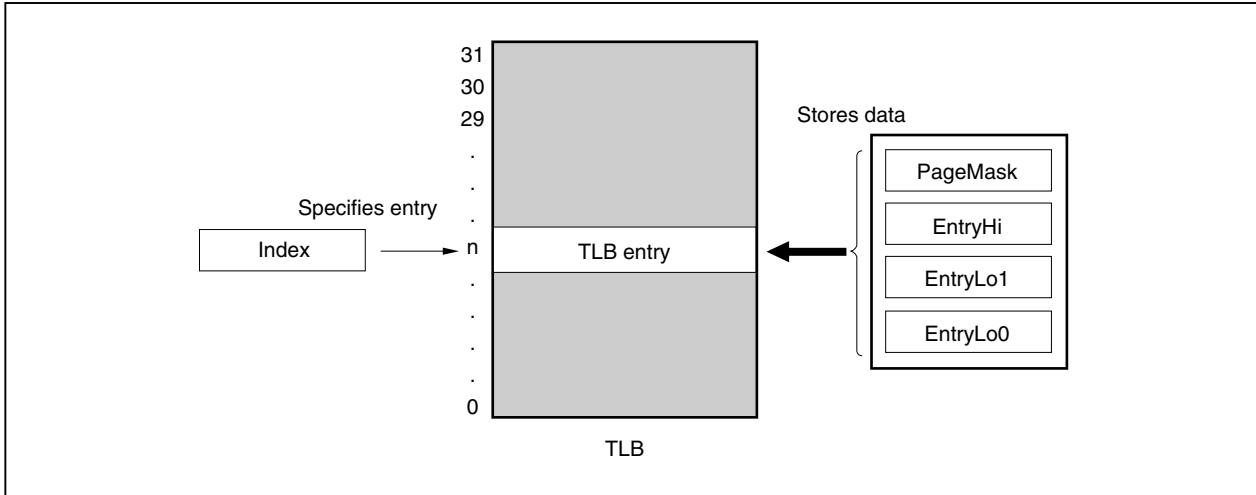 31
30
29
Stores data
.
PageMask
.
Specifies entry
.
EntryHi
Index
n
TLB entry
.
EntryLo1
.
.
EntryLo0
.
0
TLB